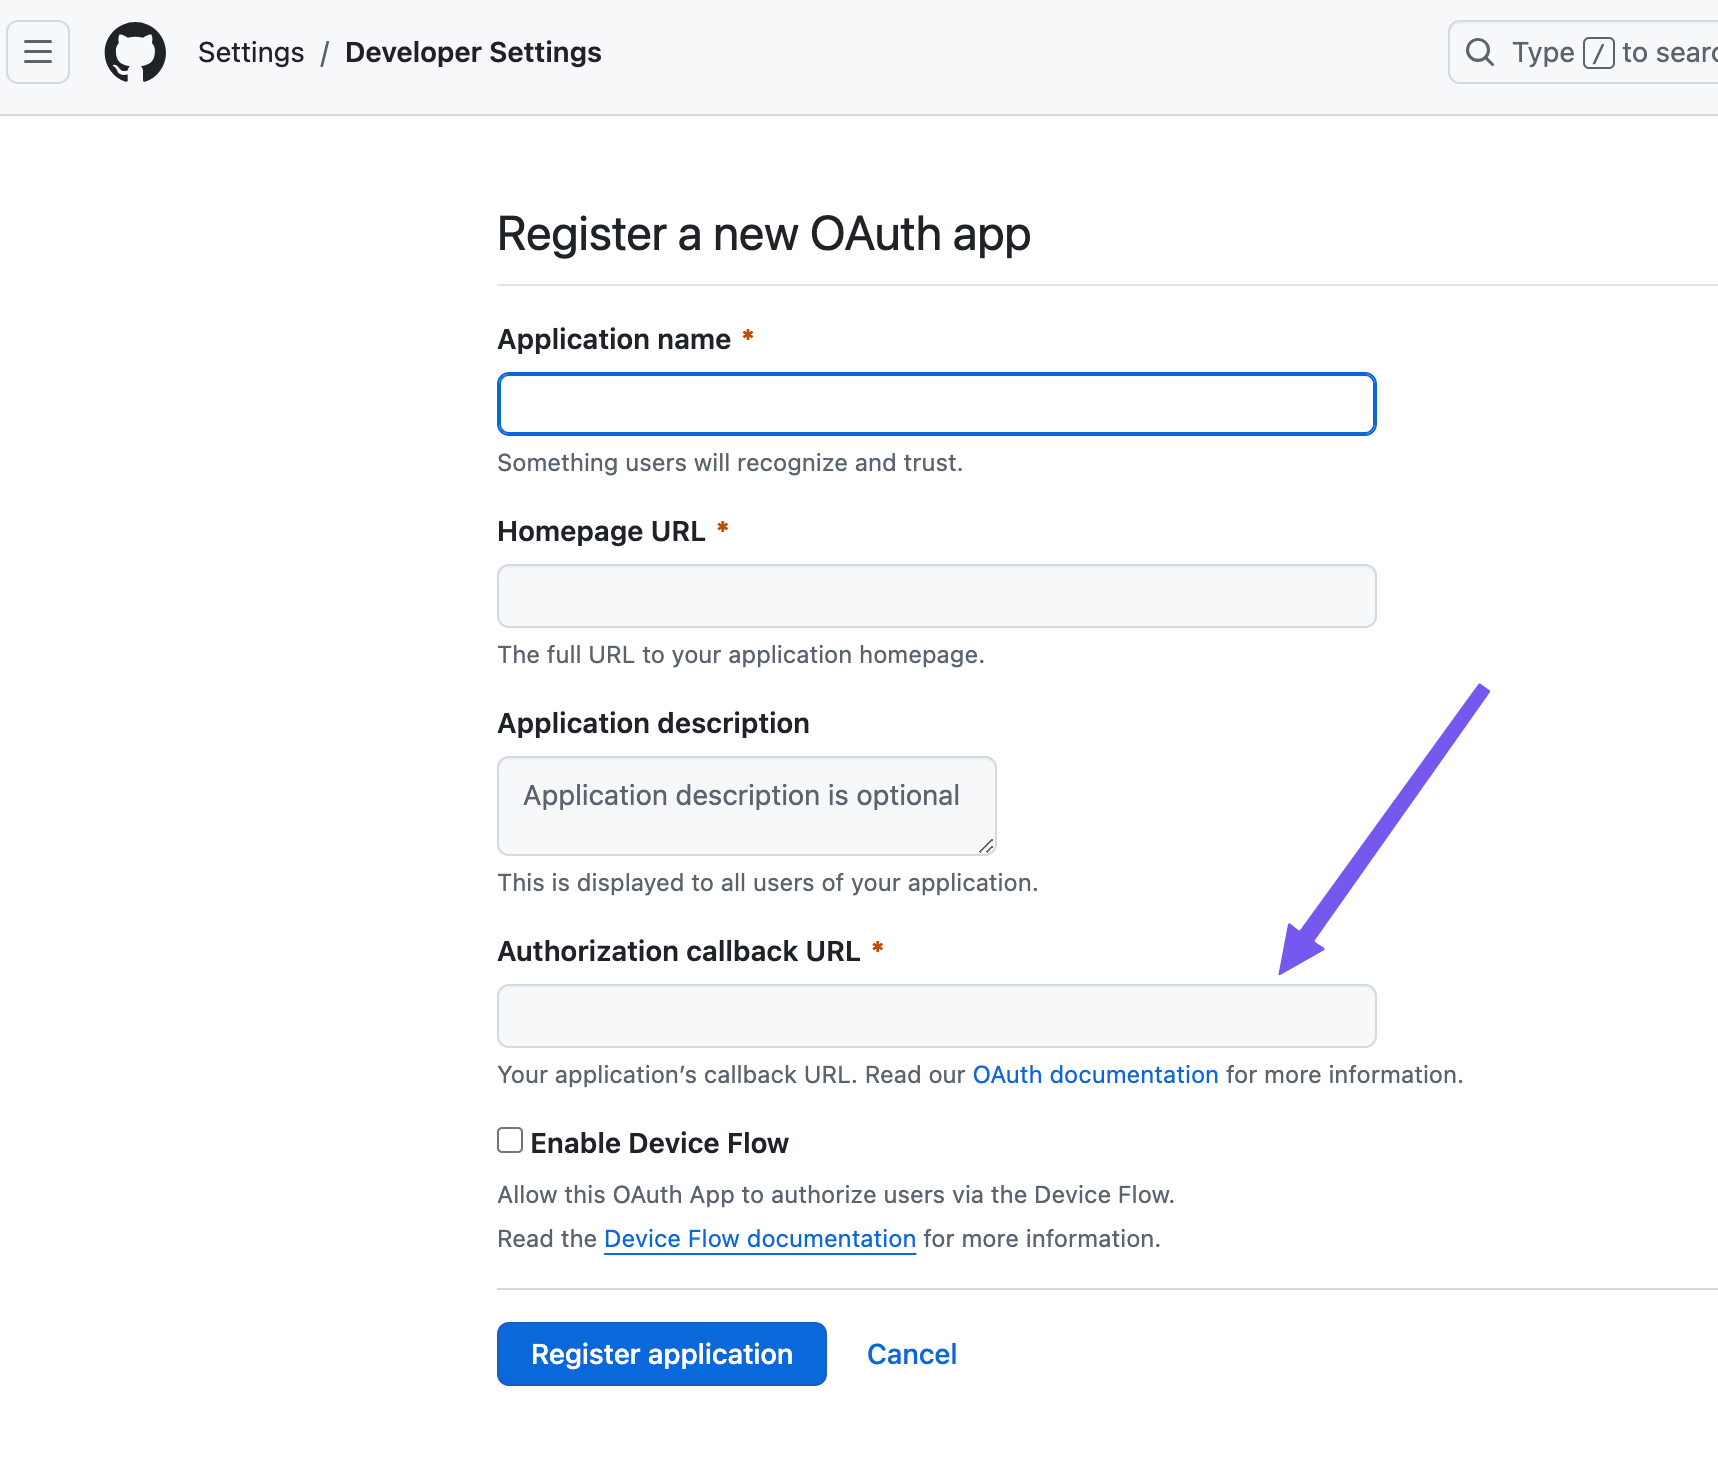 Settings / Developer Settings
Type / to searc
Register a new OAuth app
Application name *
Something users will recognize and trust.
Homepage URL *
The full URL to your application homepage.
Application description
Application description is optional
This is displayed to all users of your application.
Authorization callback URL *
Your application’s callback URL. Read our OAuth documentation for more information.
Enable Device Flow
Allow this OAuth App to authorize users via the Device Flow.
Read the Device Flow documentation for more information.
Register application Cancel